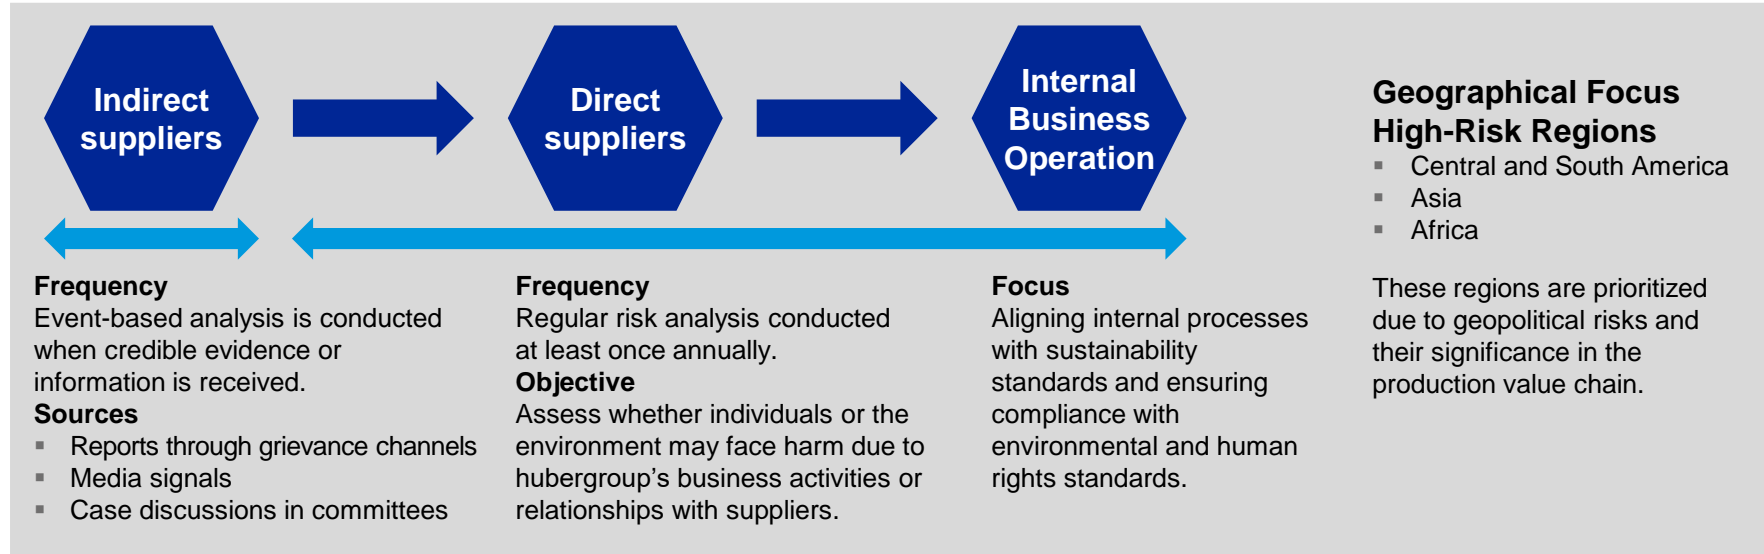 Indirect
suppliers
Direct
suppliers
Internal
Business
Operation
Frequency
Event-based analysis is conducted
when credible evidence or
information is received.
Sources
▪ Reports through grievance channels
▪ Media signals
▪ Case discussions in committees
Frequency
Regular risk analysis conducted
at least once annually.
Objective
Assess whether individuals or the
environment may face harm due to
hubergroup’s business activities or
relationships with suppliers.
Focus
Aligning internal processes
with sustainability
standards and ensuring
compliance with
environmental and human
rights standards.
Geographical Focus
High-Risk Regions
▪ Central and South America
▪ Asia
▪ Africa
These regions are prioritized
due to geopolitical risks and
their significance in the
production value chain.